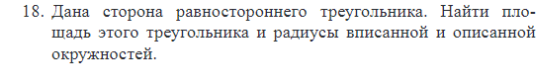 18. Дана сторона равностороннего треугольника. Найти пло-
щадь этого треугольника и радиусы вписанной и описанной
окружностей.